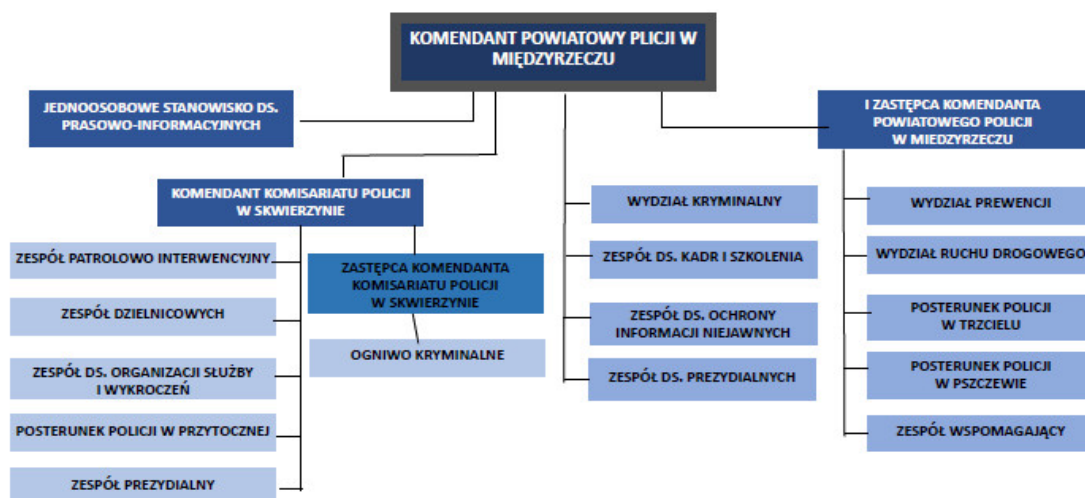 KOMENDANT POWIATOWY PLICJI W
MIĘDZYRZECZU
JEDNOOSOBOWE STANOWISKO DS.
PRASOWO-INFORMACYJNYCH
I ZASTĘPCA KOMENDANTA
POWIATOWEGO POLICJI
W MIEDZYRZECZU
KOMENDANT KOMISARIATU POLICJI
W SKWIERZYNIE
ZESPÓŁ PATROLOWO INTERWENCYJNY
ZESPÓŁ DZIELNICOWYCH
ZESPÓŁ DS. ORGANIZACJI SŁUŻBY
I WYKROCZEŃ
POSTERUNEK POLICJI W PRZYTOCZNEJ
ZESPÓŁ PREZYDIALNY
ZASTĘPCA KOMENDANTA
KOMISARIATU POLICJI
W SKWIERZYNIE
OGNIWO KRYMINALNE
WYDZIAŁ KRYMINALNY
ZESPÓŁ DS. KADR I SZKOLENIA
ZESPÓŁ DS. OCHRONY
INFORMACJI NIEJAWNYCH
ZESPÓŁ DS. PREZYDIALNYCH
WYDZIAŁ PREWENCJI
WYDZIAŁ RUCHU DROGOWEGO
POSTERUNEK POLICJI
W TRZCIELU
POSTERUNEK POLICJI
W PSZCZEWIE
ZESPÓŁ WSPOMAGAJĄCY